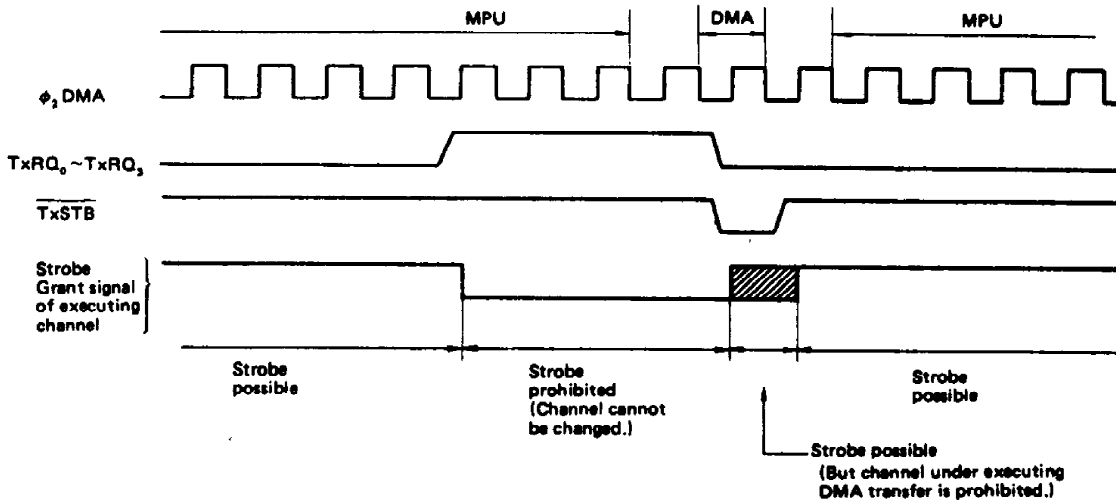 MPU
DMA
MPU
φ₂ DMA
TxRQ₀ ~TxRQ₃
T̅x̅S̅T̅B̅
Strobe
Grant signal
of executing
channel
Strobe
possible
Strobe
prohibited
(Channel cannot
be changed.)
Strobe
possible
Strobe possible
(But channel under executing
DMA transfer is prohibited.)